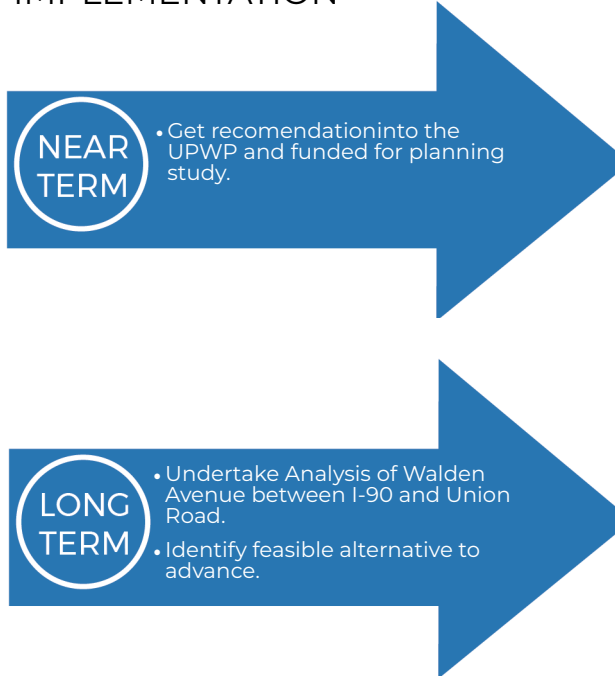 IMPLEMENTATION
NEAR
TERM
• Get recomendationinto the
UPWP and funded for planning
study.
LONG
TERM
• Undertake Analysis of Walden
Avenue between I-90 and Union
Road.
• Identify feasible alternative to
advance.